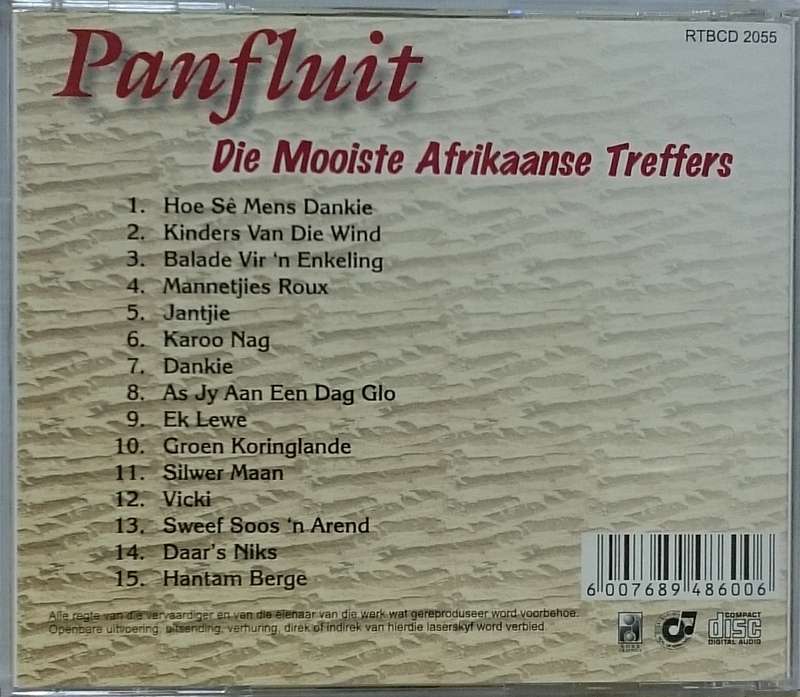 RTBCD 2055
Panfluit
Die Mooiste Afrikaanse Treffers
1. Hoe Sê Mens Dankie
2. Kinders Van Die Wind
3. Balade Vir 'n Enkeling
4. Mannetjies Roux
5. Jantjie
6. Karoo Nag
7. Dankie
8. As Jy Aan Een Dag Glo
9. Ek Lewe
10. Groen Koringlande
11. Silwer Maan
12. Vicki
13. Sweef Soos 'n Arend
14. Daar's Niks
15. Hantam Berge
6 007689 486006
Alle regte van die vervaardiger en van die eienaar van die werk wat gereproduseer word voorbehoe.
Openbare uitvoering, uitsending, verhuring, direk of indirek van hierdie laserskyf word verbied.
COMPACT
disc
DIGITAL AUDIO